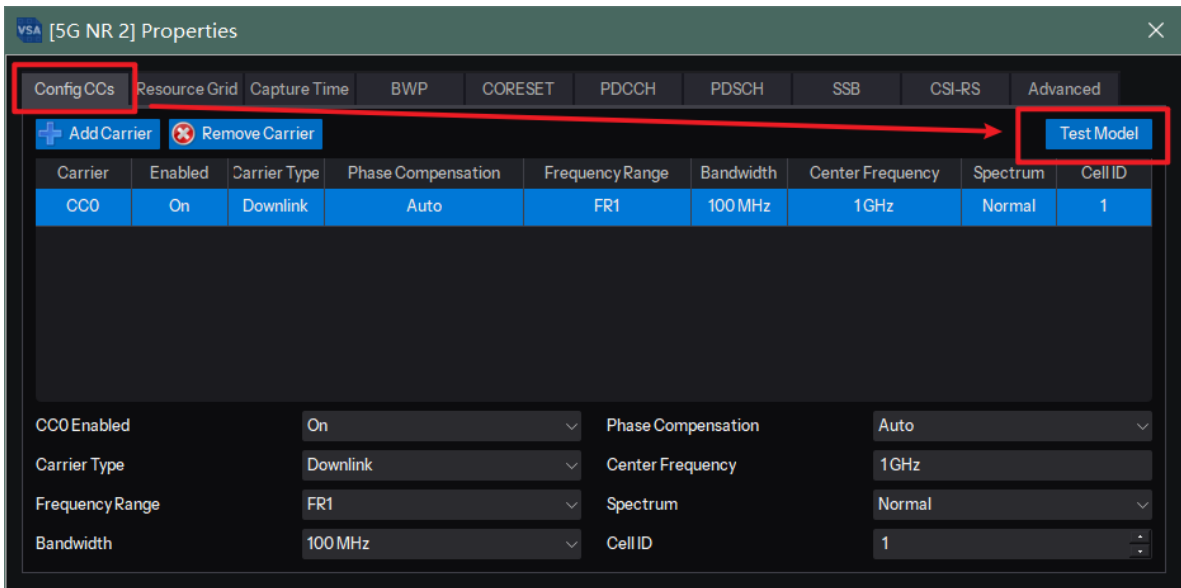 VSA [5G NR 2] Properties
Config CCs Resource Grid Capture Time BWP CORESET PDCCH PDSCH SSB CSI-RS Advanced
Add Carrier Remove Carrier Test Model
Carrier Enabled Carrier Type Phase Compensation Frequency Range Bandwidth Center Frequency Spectrum Cell ID
CC0 On Downlink Auto FR1 100 MHz 1 GHz Normal 1
CC0 Enabled On Phase Compensation Auto
Carrier Type Downlink Center Frequency 1 GHz
Frequency Range FR1 Spectrum Normal
Bandwidth 100 MHz Cell ID 1